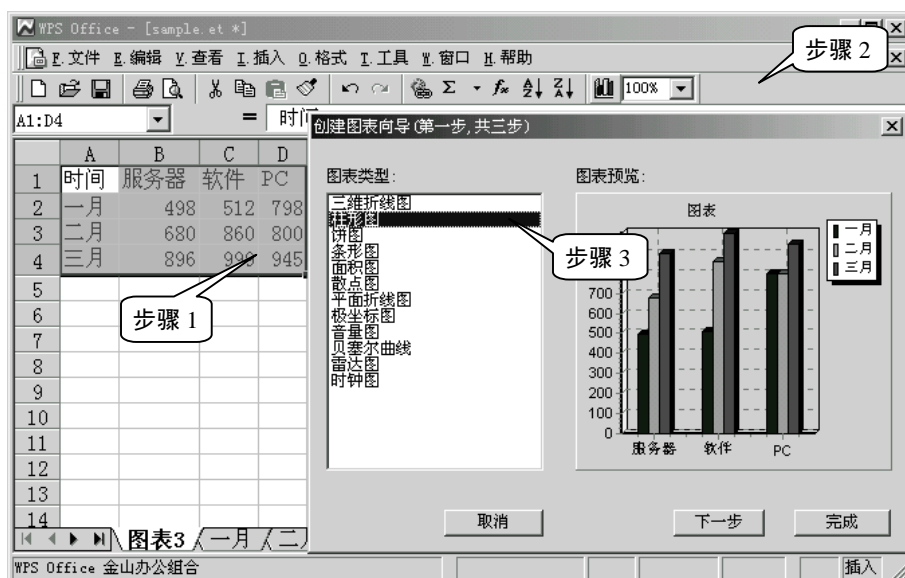 WPS Office - [sample.et *]
F.文件 E.编辑 V.查看 I.插入 O.格式 T.工具 W.窗口 H.帮助
步骤 2
100%
A1:D4 = 时间
创建图表向导(第一步,共三步)
A B C D
1 时间 服务器 软件 PC
2 一月 498 512 798
3 二月 680 860 800
4 三月 896 999 945
5
6
7
8
9
10
11
12
13
14
步骤 1
图表类型:
三维折线图
柱形图
饼图
条形图
面积图
散点图
平面折线图
极坐标图
音量图
贝塞尔曲线
雷达图
时钟图
步骤 3
图表预览:
图表
一月
二月
三月
700
600
500
400
300
200
100
0
服务器 软件 PC
取消 下一步 完成
图表3 一月
WPS Office 金山办公组合 插入